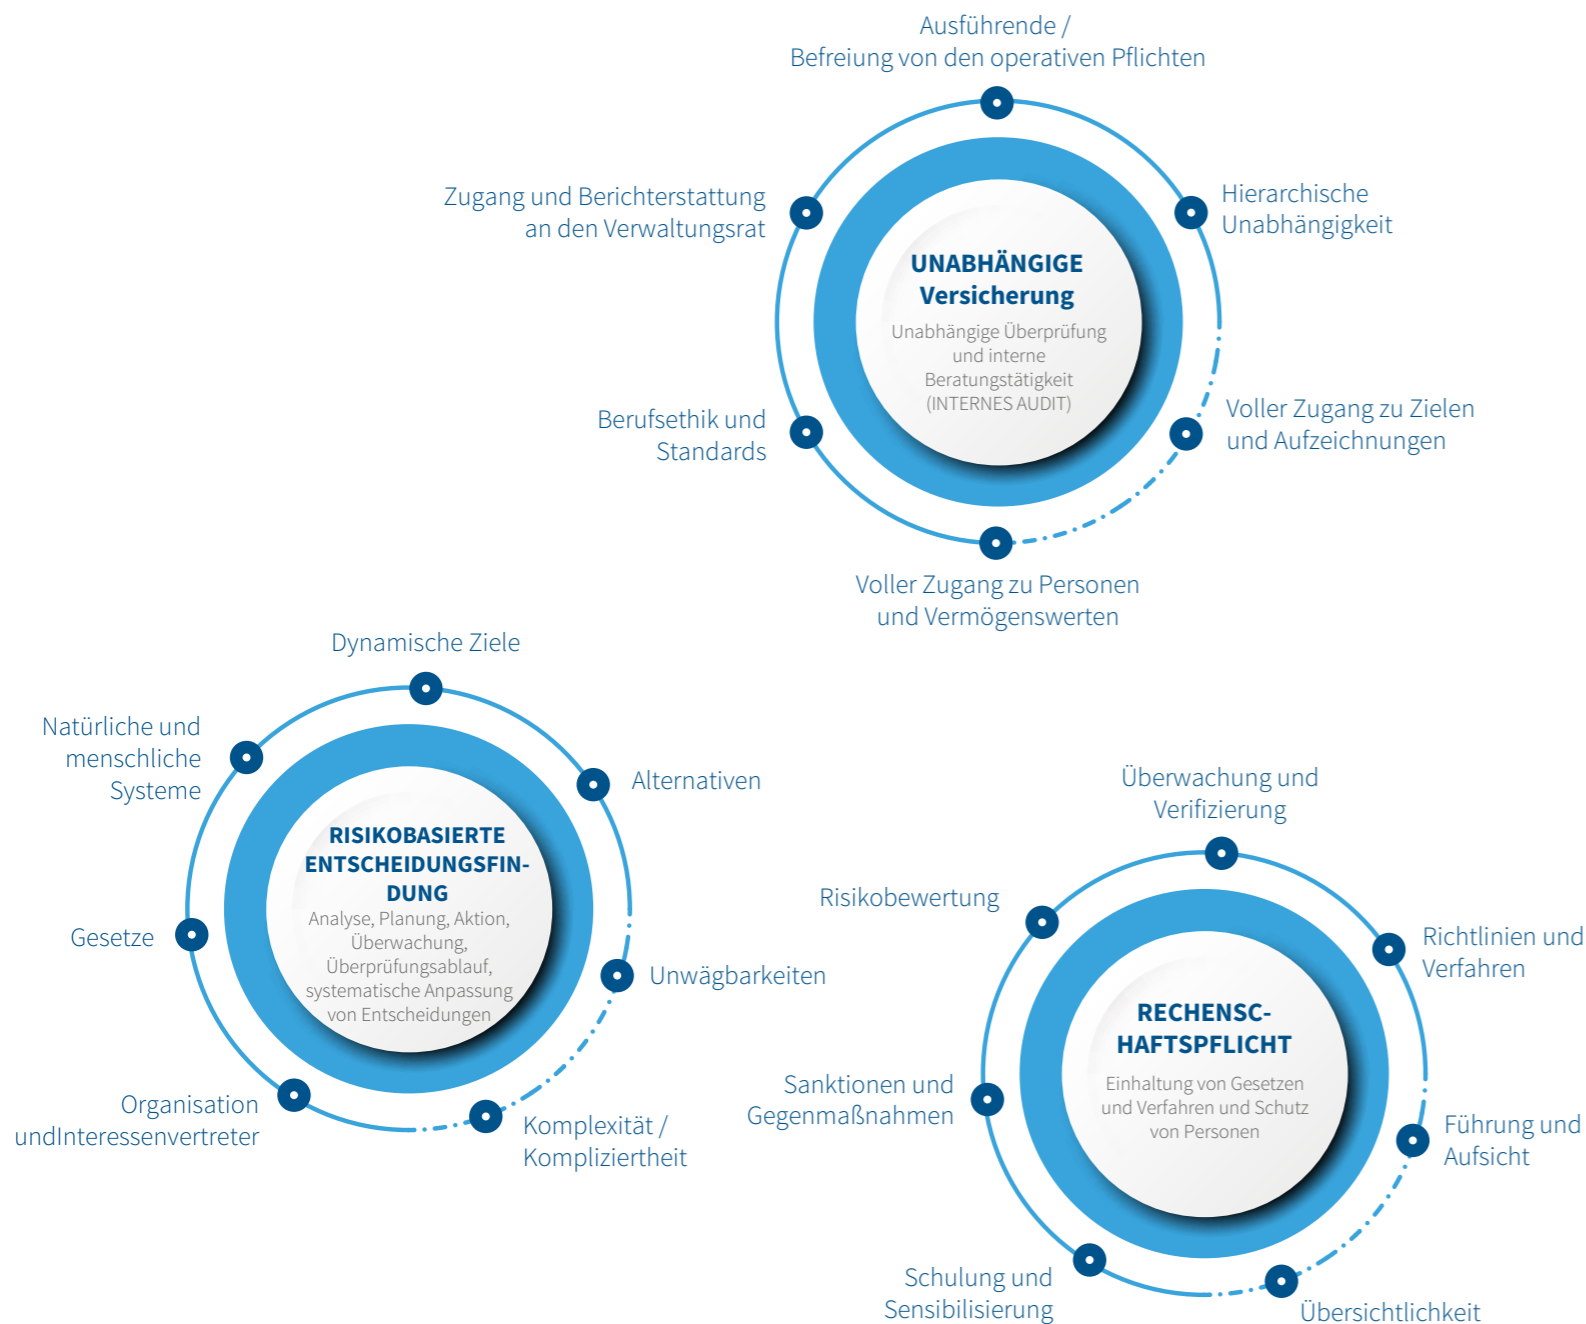 Ausführende /
Befreiung von den operativen Pflichten
Zugang und Berichterstattung
an den Verwaltungsrat
Hierarchische
Unabhängigkeit
UNABHÄNGIGE
Versicherung
Unabhängige Überprüfung
und interne
Beratungstätigkeit
(INTERNES AUDIT)
Berufsethik und
Standards
Voller Zugang zu Zielen
und Aufzeichnungen
Voller Zugang zu Personen
und Vermögenswerten
Dynamische Ziele
Natürliche und
menschliche
Systeme
Alternativen
RISIKOBASIERTE
ENTSCHEIDUNGSFIN-
DUNG
Analyse, Planung, Aktion,
Überwachung,
Überprüfungsablauf,
systematische Anpassung
von Entscheidungen
Gesetze
Unwägbarkeiten
Organisation
undInteressenvertreter
Komplexität /
Kompliziertheit
Überwachung und
Verifizierung
Risikobewertung
Richtlinien und
Verfahren
RECHENSC-
HAFTSPFLICHT
Einhaltung von Gesetzen
und Verfahren und Schutz
von Personen
Sanktionen und
Gegenmaßnahmen
Führung und
Aufsicht
Schulung und
Sensibilisierung
Übersichtlichkeit